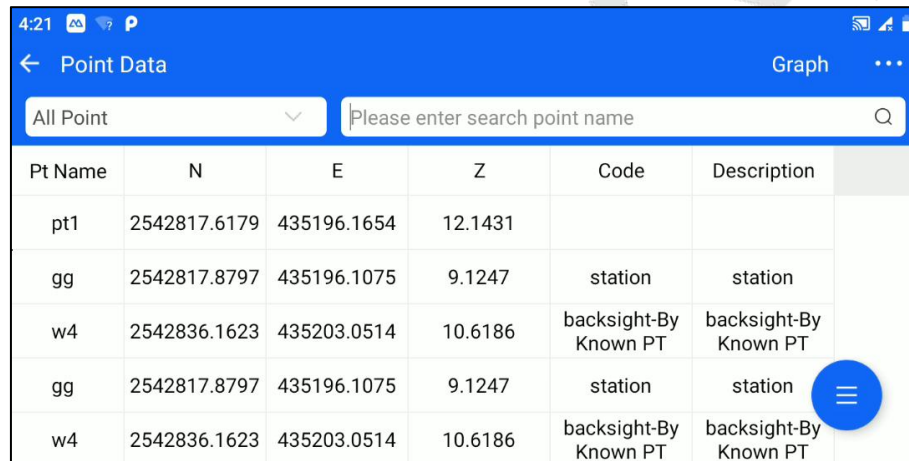 4:21
Point Data Graph
All Point Please enter search point name
Pt Name N E Z Code Description
pt1 2542817.6179 435196.1654 12.1431
gg 2542817.8797 435196.1075 9.1247 station station
w4 2542836.1623 435203.0514 10.6186 backsight-By Known PT backsight-By Known PT
gg 2542817.8797 435196.1075 9.1247 station station
w4 2542836.1623 435203.0514 10.6186 backsight-By Known PT backsight-By Known PT